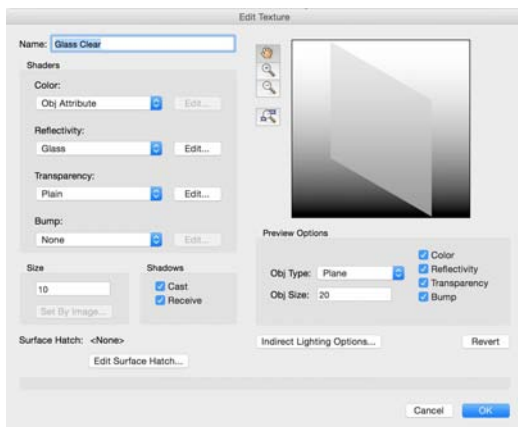 Edit Texture
Name: Glass Clear
Shaders
Color:
Obj Attribute Edit...
Reflectivity:
Glass Edit...
Transparency:
Plain Edit...
Bump:
None Edit...
Size
10
Set By Image...
Shadows
Cast
Receive
Surface Hatch: <None>
Edit Surface Hatch...
Preview Options
Obj Type: Plane
Obj Size: 20
Color
Reflectivity
Transparency
Bump
Indirect Lighting Options... Revert
Cancel OK